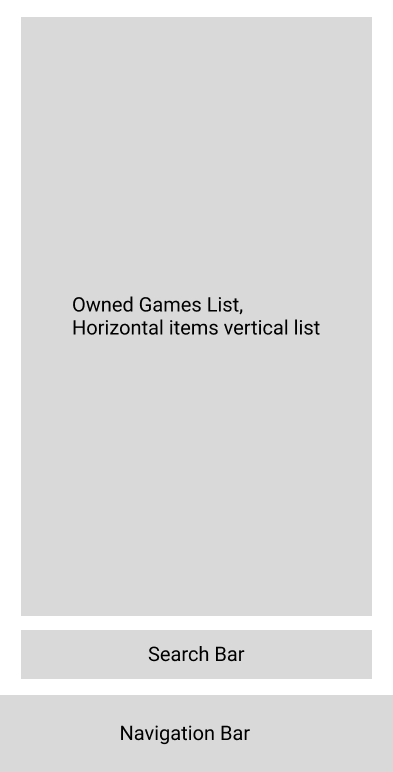 Owned Games List,
Horizontal items vertical list
Search Bar
Navigation Bar